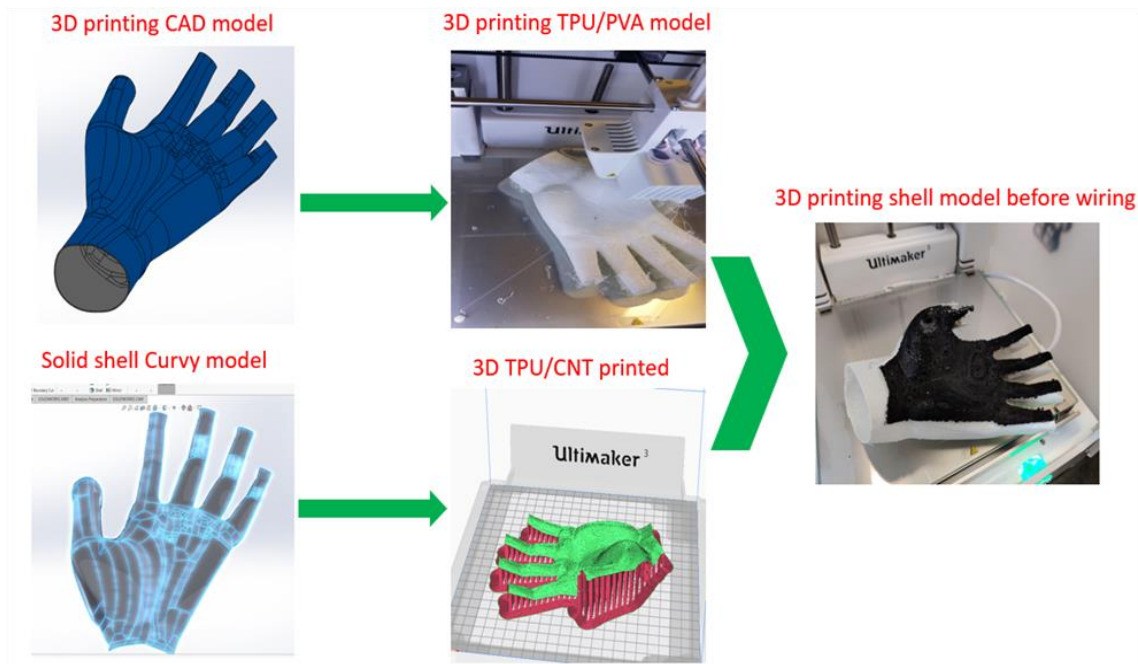 3D printing CAD model
3D printing TPU/PVA model
Ultimaker
3D printing shell model before wiring
Ultimaker
Solid shell Curvy model
3D TPU/CNT printed
Ultimaker 3